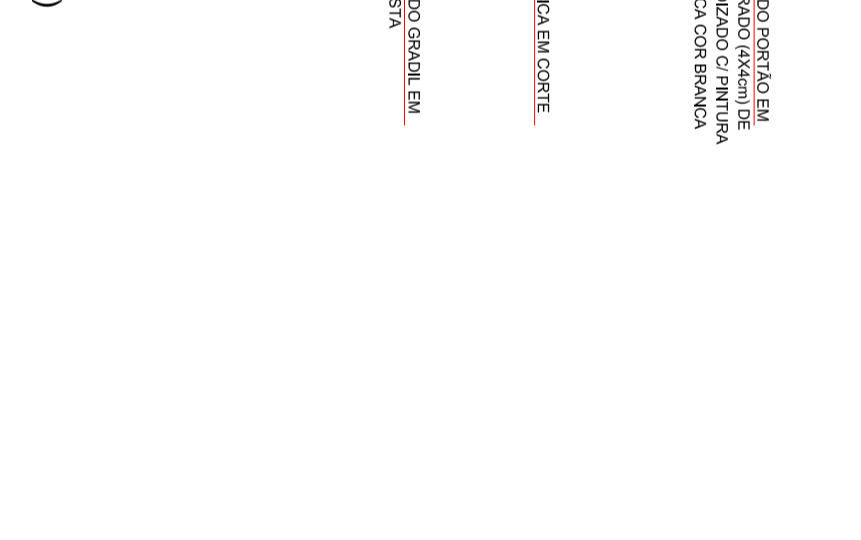 DO PORTÃO EM
RADO (4X4cm) DE
IZADO C/ PINTURA
CA COR BRANCA
ICA EM CORTE
DO GRADIL EM
STA
)